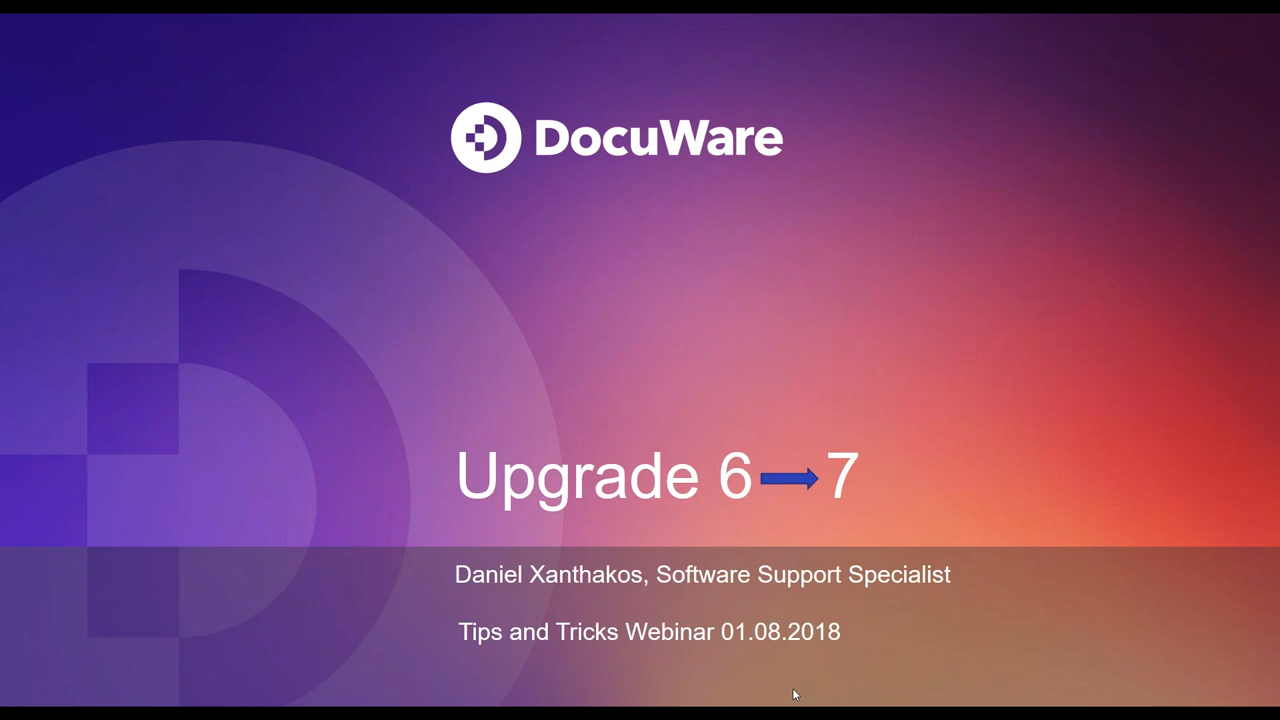 DocuWare
Upgrade 6 7
Daniel Xanthakos, Software Support Specialist
Tips and Tricks Webinar 01.08.2018